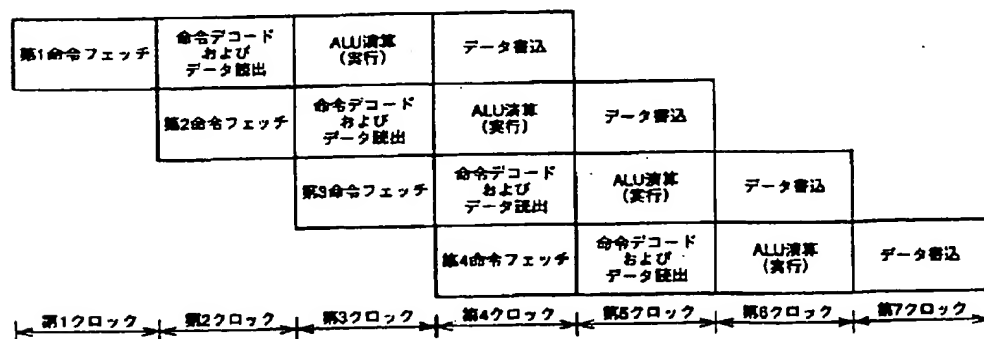 第1命令フェッチ
命令デコード
および
データ読出
ALU演算
(実行)
データ書込
第2命令フェッチ
命令デコード
および
データ読出
ALU演算
(実行)
データ書込
第3命令フェッチ
命令デコード
および
データ読出
ALU演算
(実行)
データ書込
第4命令フェッチ
命令デコード
および
データ読出
ALU演算
(実行)
データ書込
第1クロック
第2クロック
第3クロック
第4クロック
第5クロック
第6クロック
第7クロック